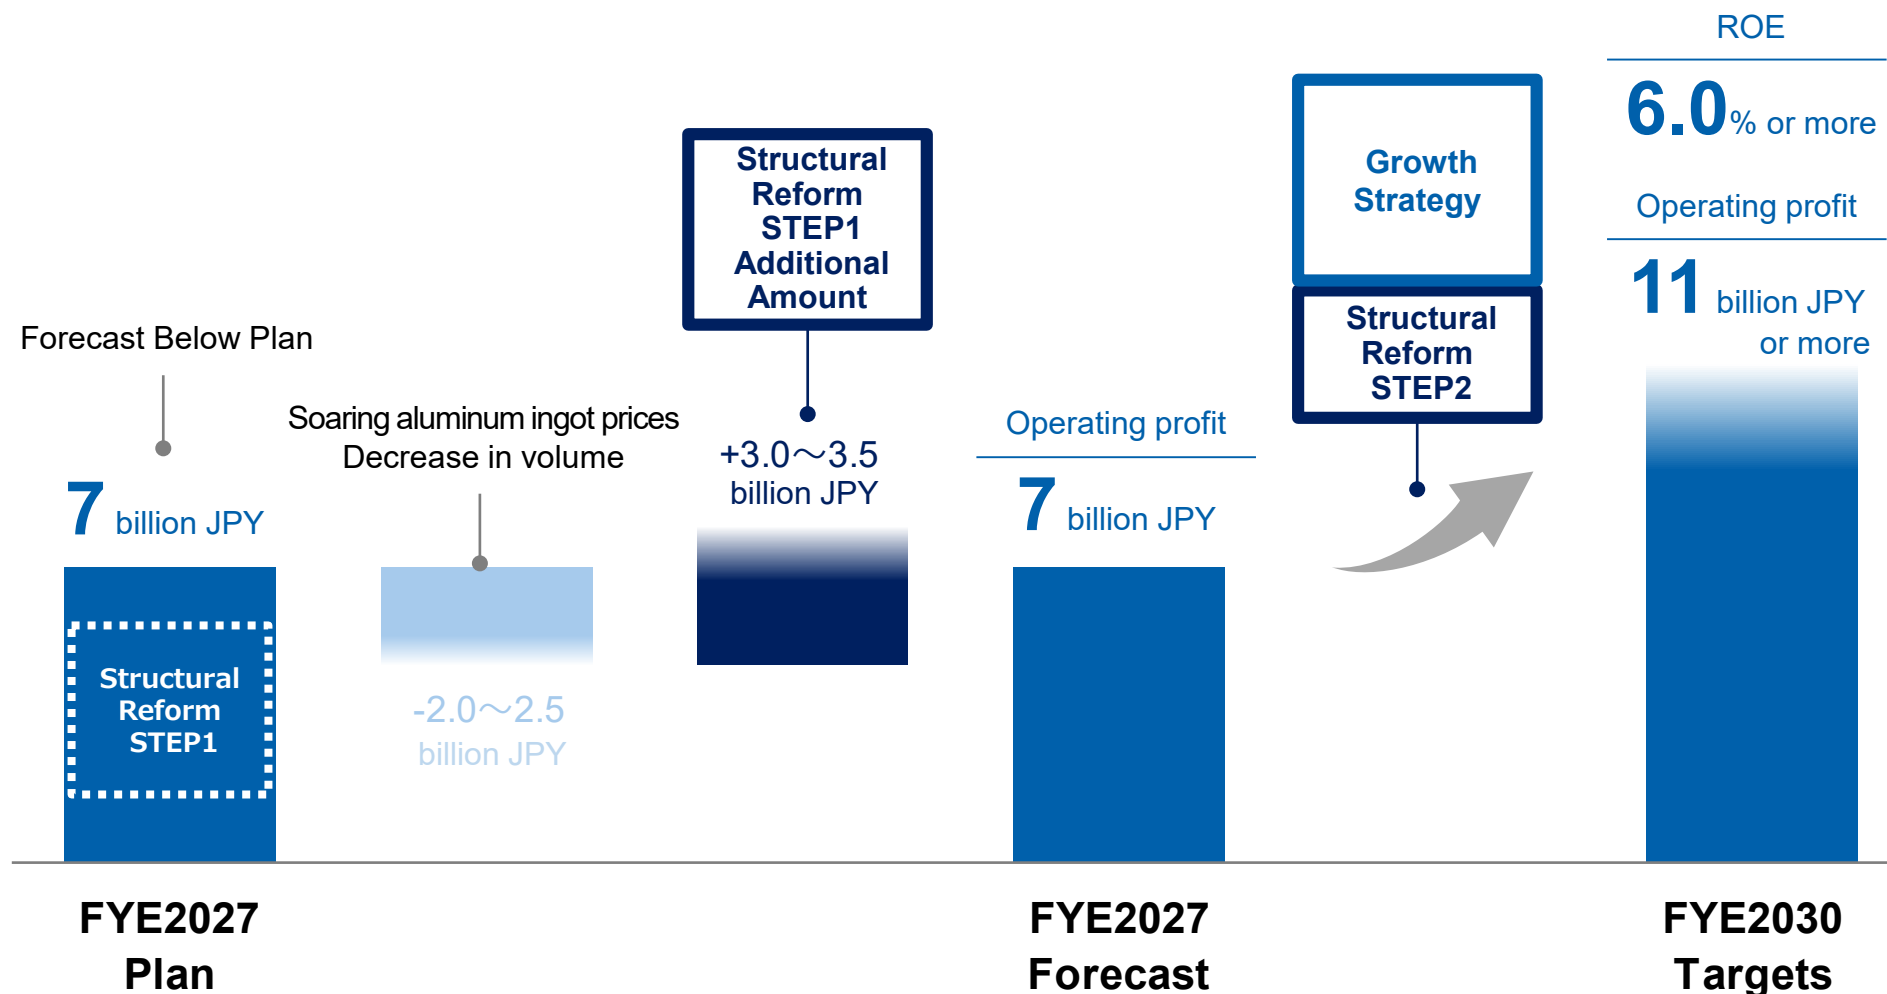 Forecast Below Plan
7 billion JPY
Structural
Reform
STEP1
FYE2027
Plan
Soaring aluminum ingot prices
Decrease in volume
-2.0～2.5
billion JPY
Structural
Reform
STEP1
Additional
Amount
+3.0～3.5
billion JPY
Operating profit
7 billion JPY
FYE2027
Forecast
Growth
Strategy
Structural
Reform
STEP2
ROE
6.0% or more
Operating profit
11 billion JPY
or more
FYE2030
Targets